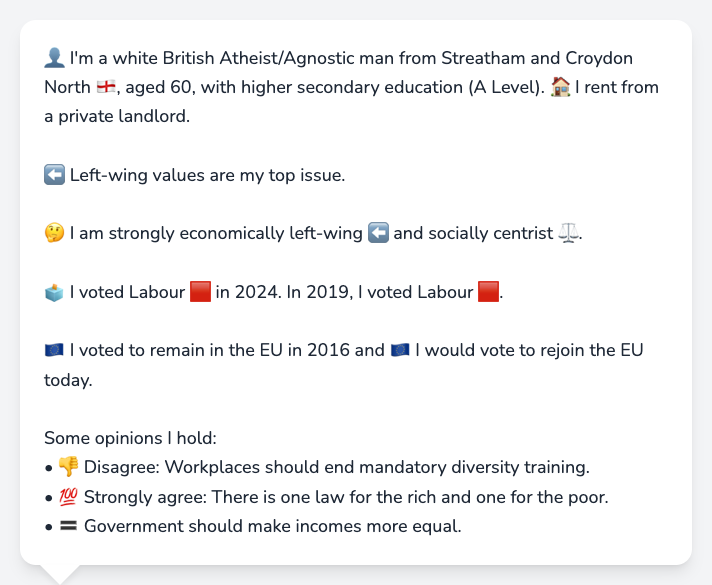 👤 I'm a white British Atheist/Agnostic man from Streatham and Croydon
North 🏴󠁧󠁢󠁥󠁮󠁧󠁿, aged 60, with higher secondary education (A Level). 🏠 I rent from
a private landlord.
⬅️ Left-wing values are my top issue.
🤔 I am strongly economically left-wing ⬅️ and socially centrist ⚖️.
🗳️ I voted Labour 🟥 in 2024. In 2019, I voted Labour 🟥.
🇪🇺 I voted to remain in the EU in 2016 and 🇪🇺 I would vote to rejoin the EU
today.
Some opinions I hold:
• 👎 Disagree: Workplaces should end mandatory diversity training.
• 💯 Strongly agree: There is one law for the rich and one for the poor.
• 🟰 Government should make incomes more equal.